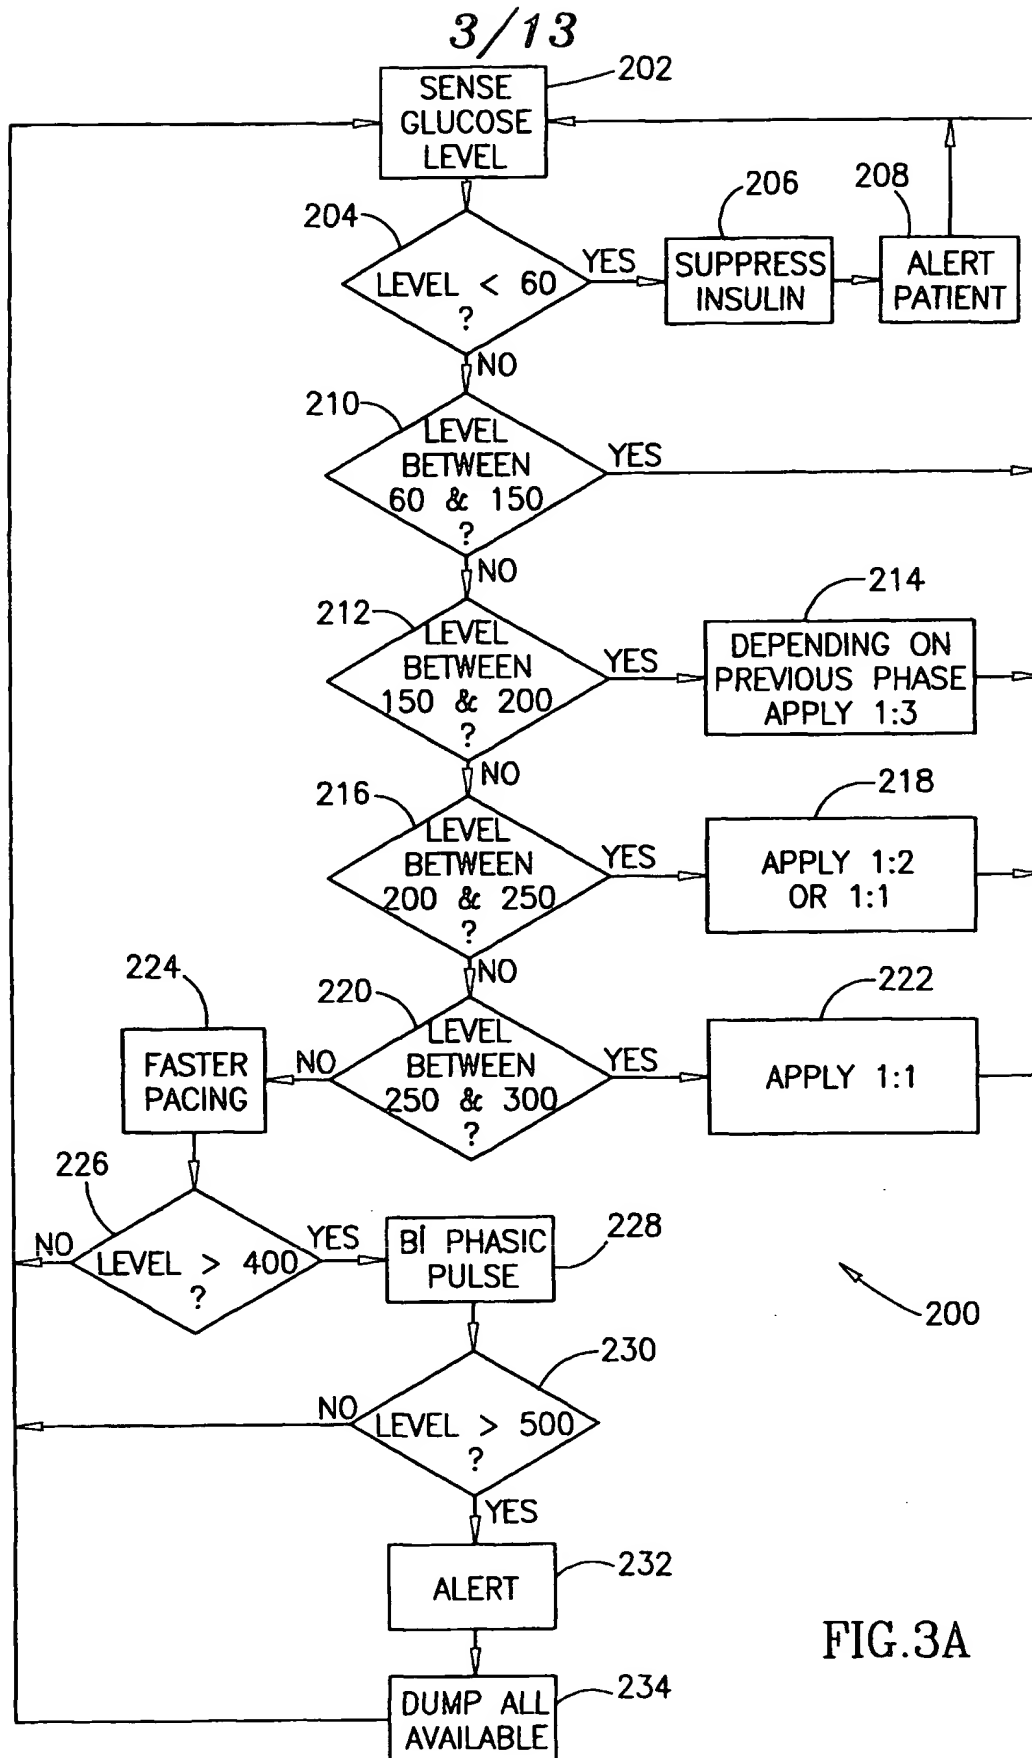 3/13
202
SENSE
GLUCOSE
LEVEL
204
LEVEL < 60
?
YES
206
SUPPRESS
INSULIN
208
ALERT
PATIENT
NO
210
LEVEL
BETWEEN
60 & 150
?
YES
NO
212
LEVEL
BETWEEN
150 & 200
?
YES
214
DEPENDING ON
PREVIOUS PHASE
APPLY 1:3
NO
216
LEVEL
BETWEEN
200 & 250
?
YES
218
APPLY 1:2
OR 1:1
NO
220
LEVEL
BETWEEN
250 & 300
?
YES
222
APPLY 1:1
NO
224
FASTER
PACING
226
LEVEL > 400
?
NO
YES
228
BI PHASIC
PULSE
200
230
LEVEL > 500
?
NO
YES
232
ALERT
234
DUMP ALL
AVAILABLE
FIG.3A